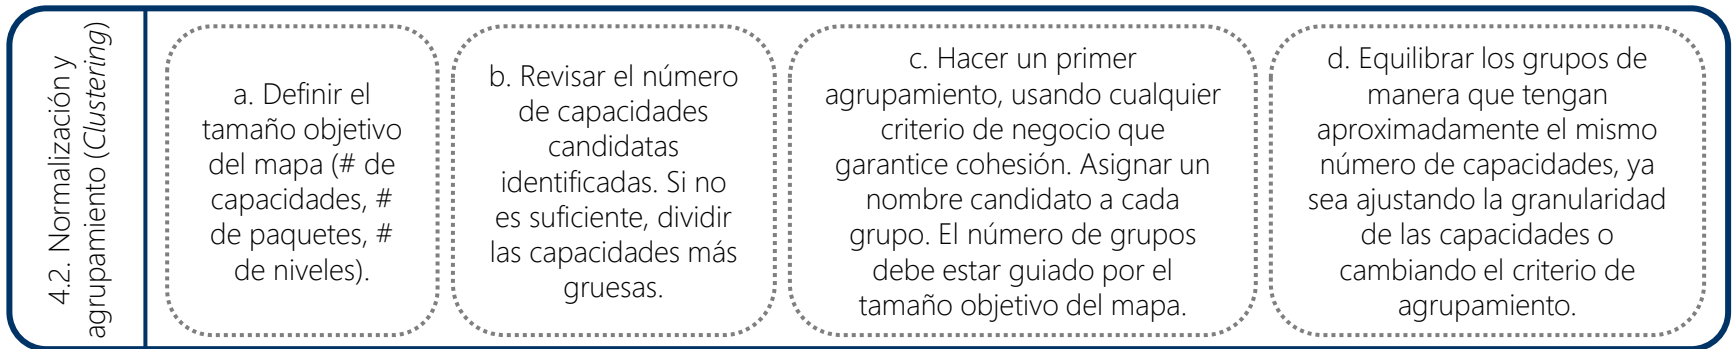 4.2. Normalización y
agrupamiento (Clustering)
a. Definir el
tamaño objetivo
del mapa (# de
capacidades, #
de paquetes, #
de niveles).
b. Revisar el número
de capacidades
candidatas
identificadas. Si no
es suficiente, dividir
las capacidades más
gruesas.
c. Hacer un primer
agrupamiento, usando cualquier
criterio de negocio que
garantice cohesión. Asignar un
nombre candidato a cada
grupo. El número de grupos
debe estar guiado por el
tamaño objetivo del mapa.
d. Equilibrar los grupos de
manera que tengan
aproximadamente el mismo
número de capacidades, ya
sea ajustando la granularidad
de las capacidades o
cambiando el criterio de
agrupamiento.